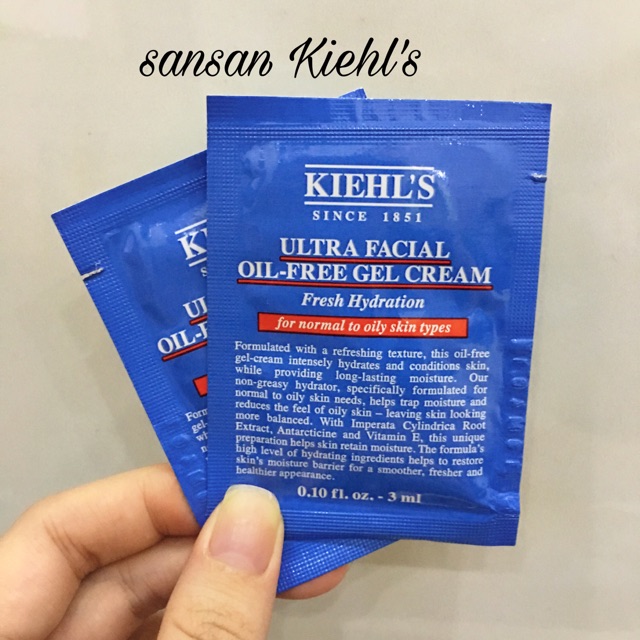 sansan Kiehl's
KIEHL'S
SINCE 1851
ULTRA FACIAL
OIL-FREE GEL CREAM
Fresh Hydration
for normal to oily skin types
Formulated with a refreshing texture, this oil-free
gel-cream intensely hydrates and conditions skin,
while providing long-lasting moisture. Our
non-greasy hydrator, specifically formulated for
normal to oily skin needs, helps trap moisture and
reduces the feel of oily skin – leaving skin looking
more balanced. With Imperata Cylindrica Root
Extract, Antarcticine and Vitamin E, this unique
preparation helps skin retain moisture. The formula's
high level of hydrating ingredients helps to restore
skin's moisture barrier for a smoother, fresher and
healthier appearance.
0.10 fl. oz. - 3 ml